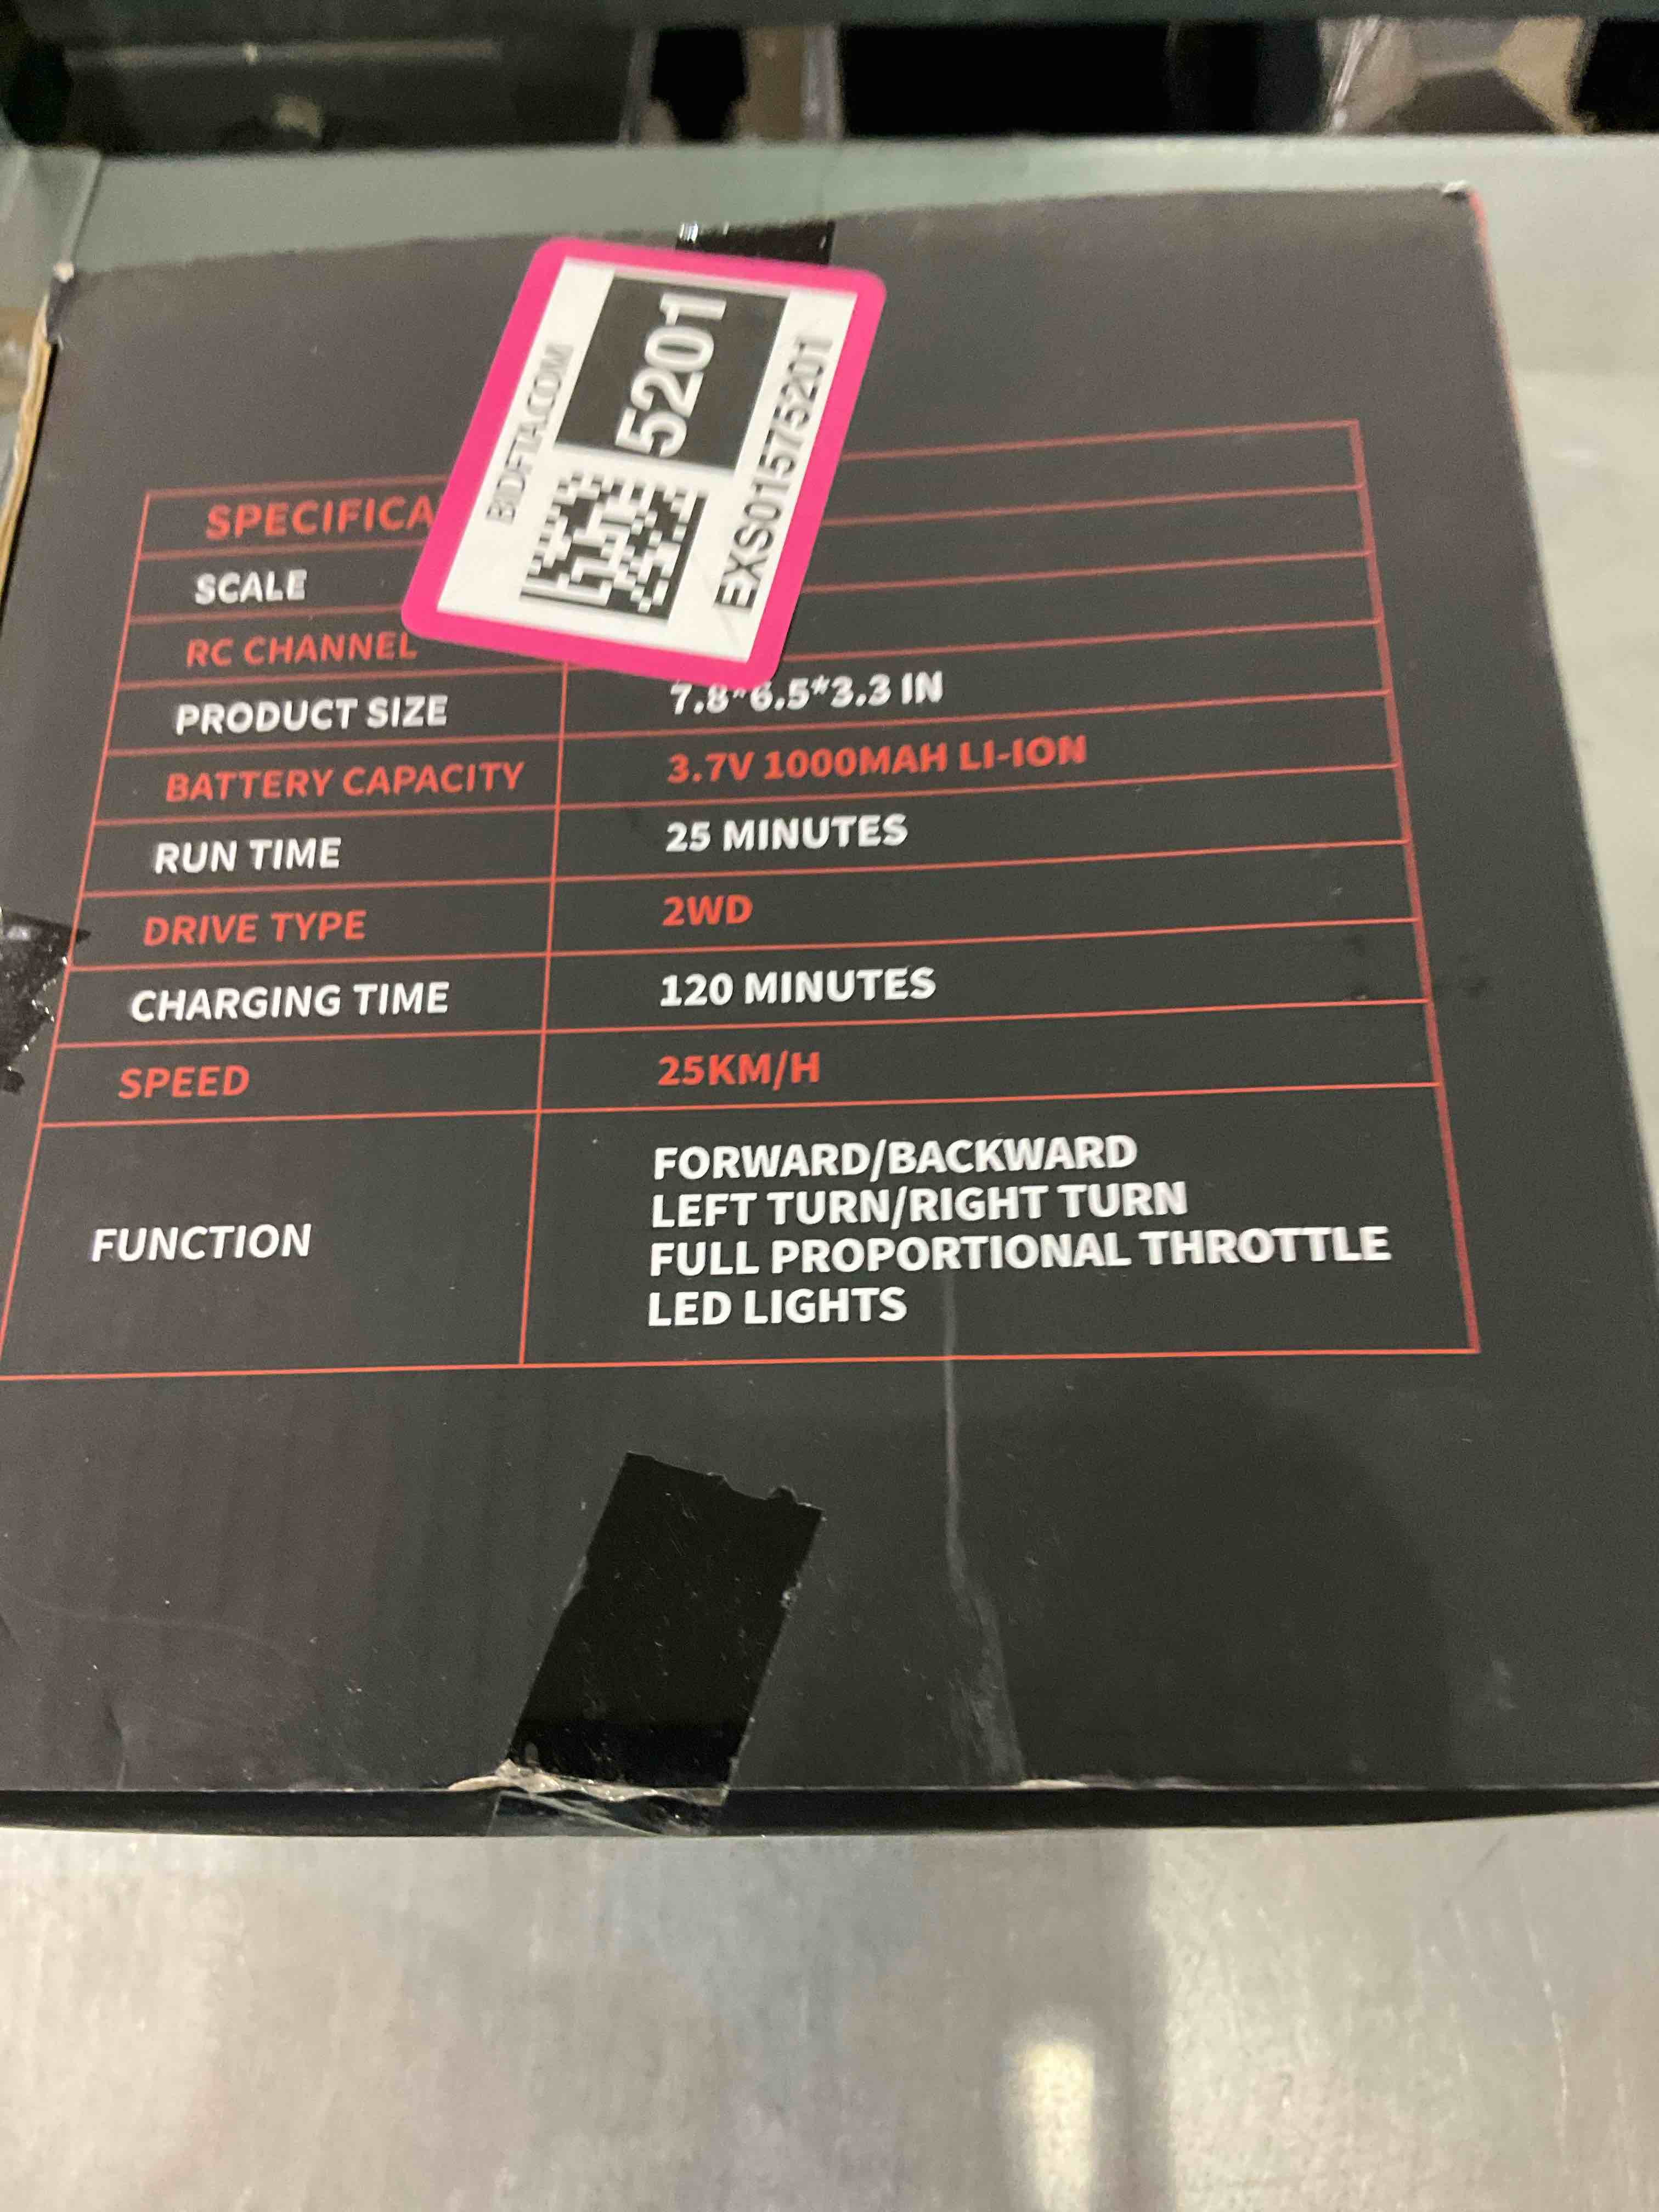 BIDFTA.COM
5201
EXS01575201
SPECIFICA
SCALE
RC CHANNEL
PRODUCT SIZE 7.8*6.5*3.3 IN
BATTERY CAPACITY 3.7V 1000MAH LI-ION
RUN TIME 25 MINUTES
DRIVE TYPE 2WD
CHARGING TIME 120 MINUTES
SPEED 25KM/H
FUNCTION
FORWARD/BACKWARD
LEFT TURN/RIGHT TURN
FULL PROPORTIONAL THROTTLE
LED LIGHTS